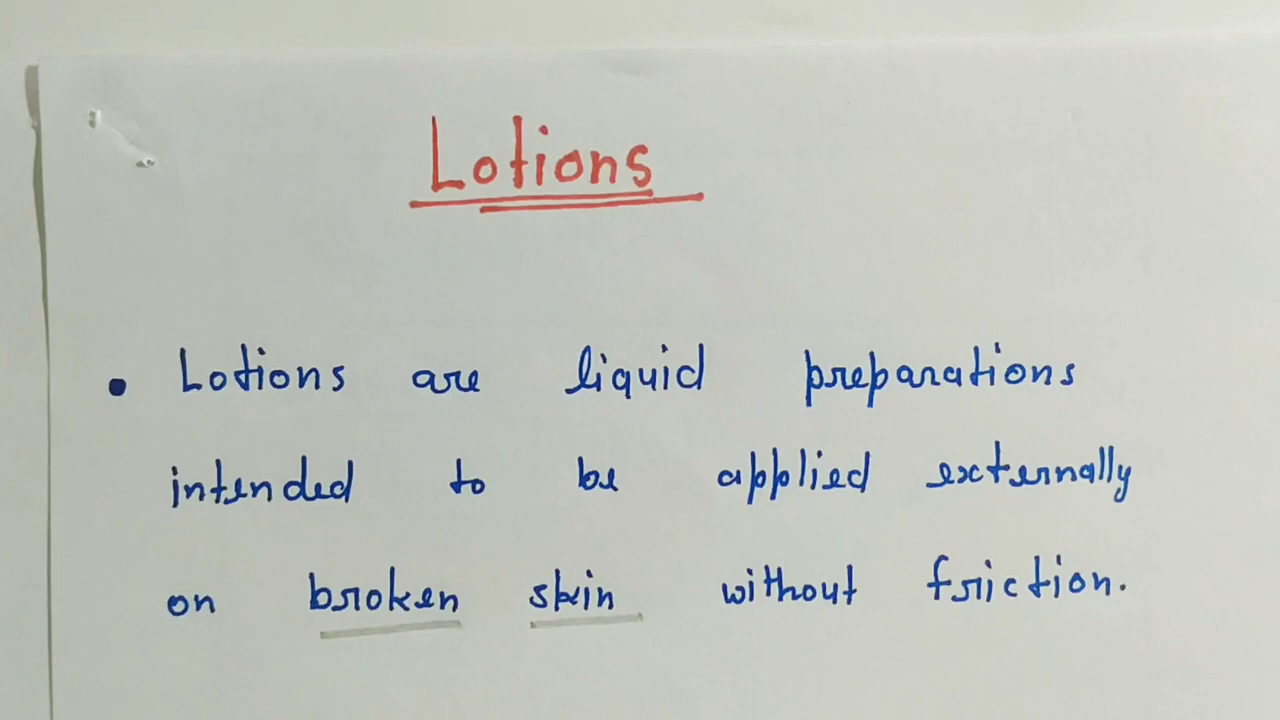 Lotions
• Lotions are liquid preparations
intended to be applied externally
on broken skin without friction.